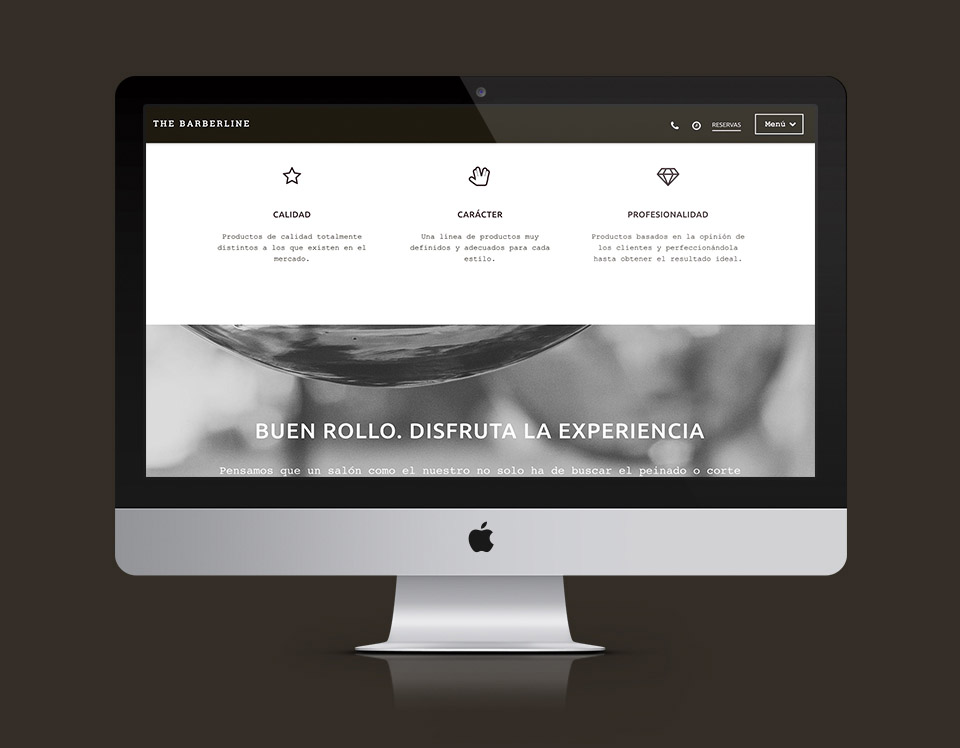 THE BARBERLINE
RESERVAS
Menú
CALIDAD
Productos de calidad totalmente
distintos a los que existen en el
mercado.
CARÁCTER
Una línea de productos muy
definidos y adecuados para cada
estilo.
PROFESIONALIDAD
Productos basados en la opinión de
los clientes y perfeccionándola
hasta obtener el resultado ideal.
BUEN ROLLO. DISFRUTA LA EXPERIENCIA
Pensamos que un salón como el nuestro no solo ha de buscar el peinado o corte